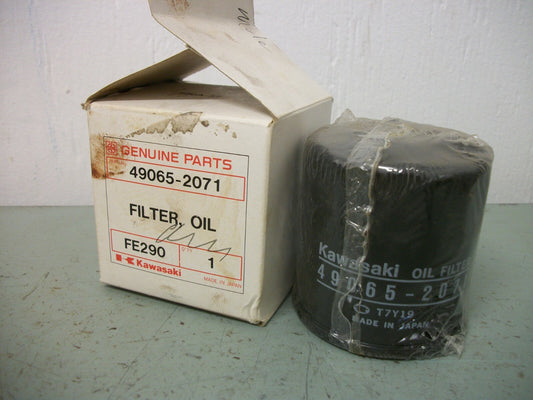 GENUINE PARTS
49065-2071
FILTER, OIL
FE290
Q'TY
1
Kawasaki
MADE IN JAPAN
Kawasaki OIL FILTER
49065-207
T7Y19
MADE IN JAPAN